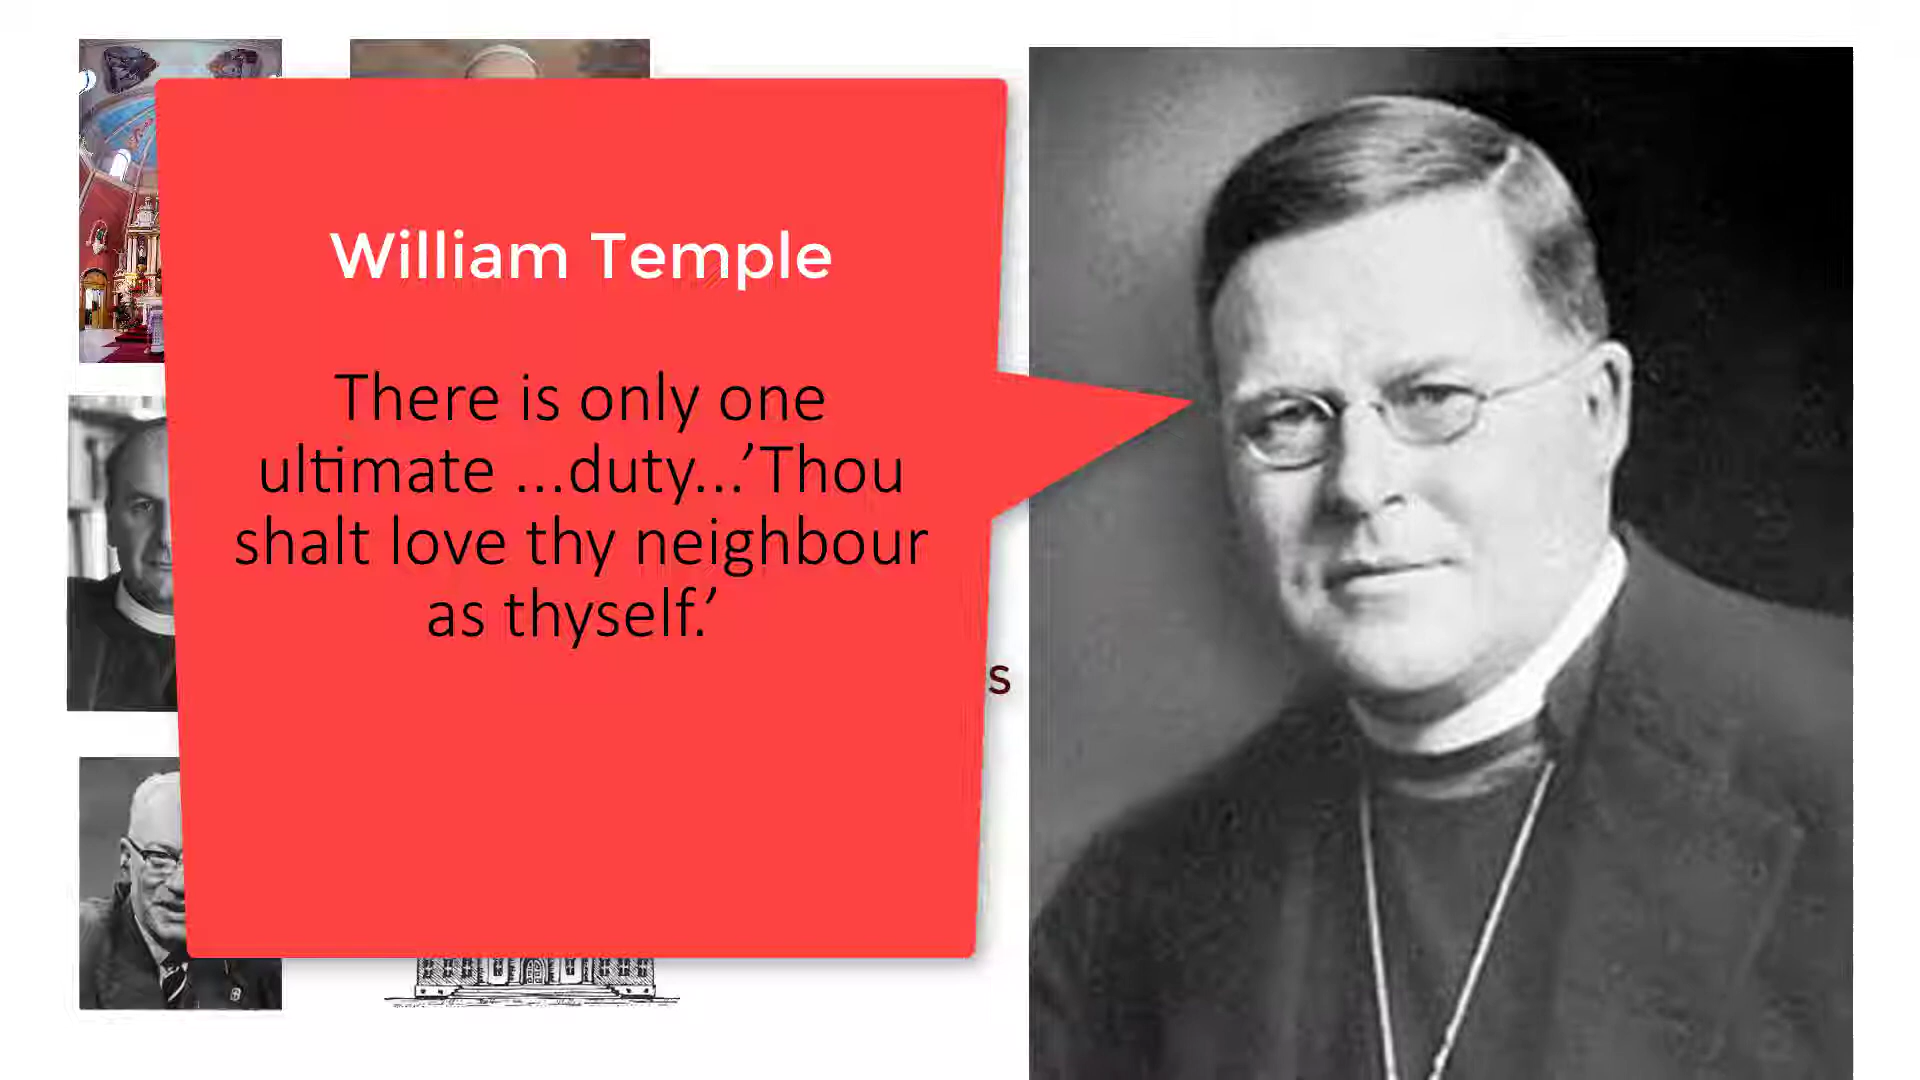 William Temple
There is only one
ultimate ...duty...’Thou
shalt love thy neighbour
as thyself.’
s